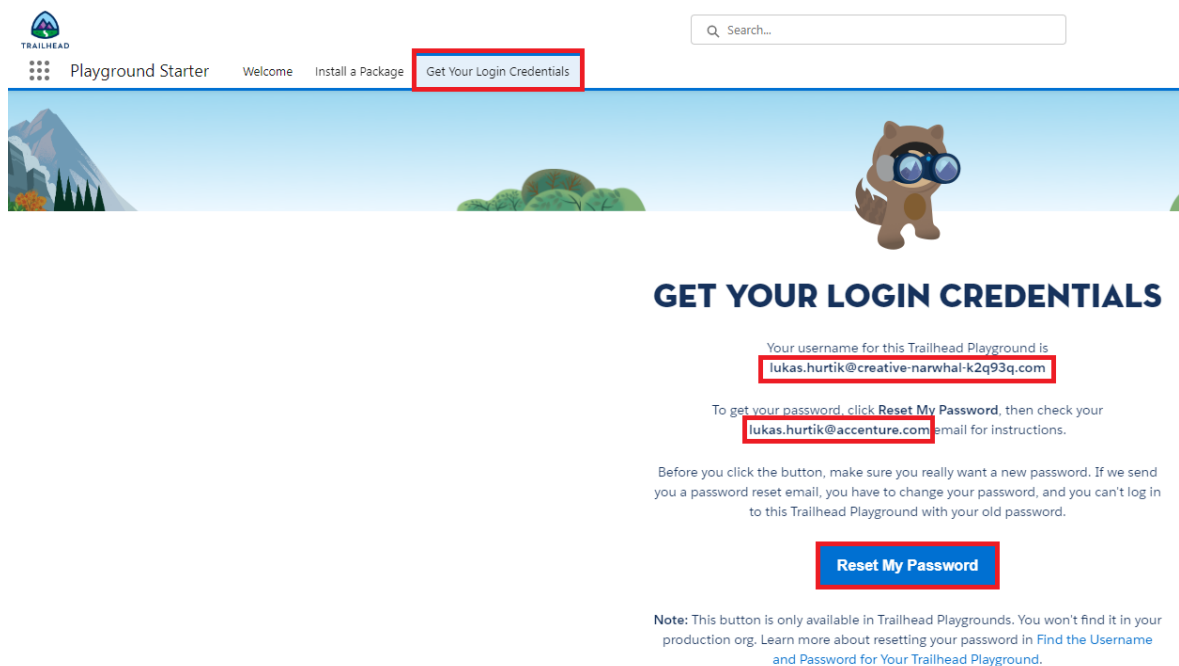 TRAILHEAD
Search...
Playground Starter Welcome Install a Package Get Your Login Credentials
GET YOUR LOGIN CREDENTIALS
Your username for this Trailhead Playground is
lukas.hurtik@creative-narwhal-k2q93q.com
To get your password, click Reset My Password, then check your
lukas.hurtik@accenture.com email for instructions.
Before you click the button, make sure you really want a new password. If we send
you a password reset email, you have to change your password, and you can't log in
to this Trailhead Playground with your old password.
Reset My Password
Note: This button is only available in Trailhead Playgrounds. You won't find it in your
production org. Learn more about resetting your password in Find the Username
and Password for Your Trailhead Playground.